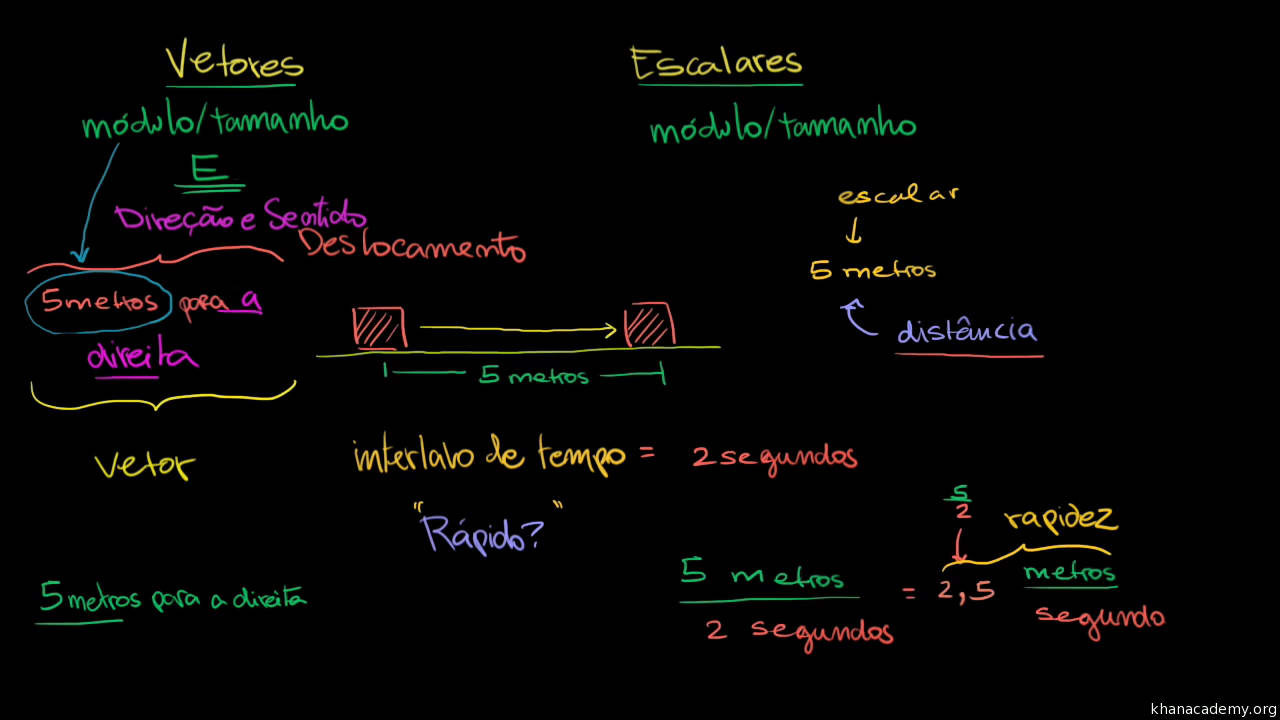 Vetores
módulo/tamanho
E
Direção e Sentido
Deslocamento
5 metros para a
direita
vetor
5 metros
Escalares
módulo/tamanho
escalar
5 metros
distância
interlalo de tempo = 2 segundos
"Rápido?"
5 metros para a direita
5 metros
2 segundos
=
5
2
2,5
rapidez
metros
segundo
khanacademy.org